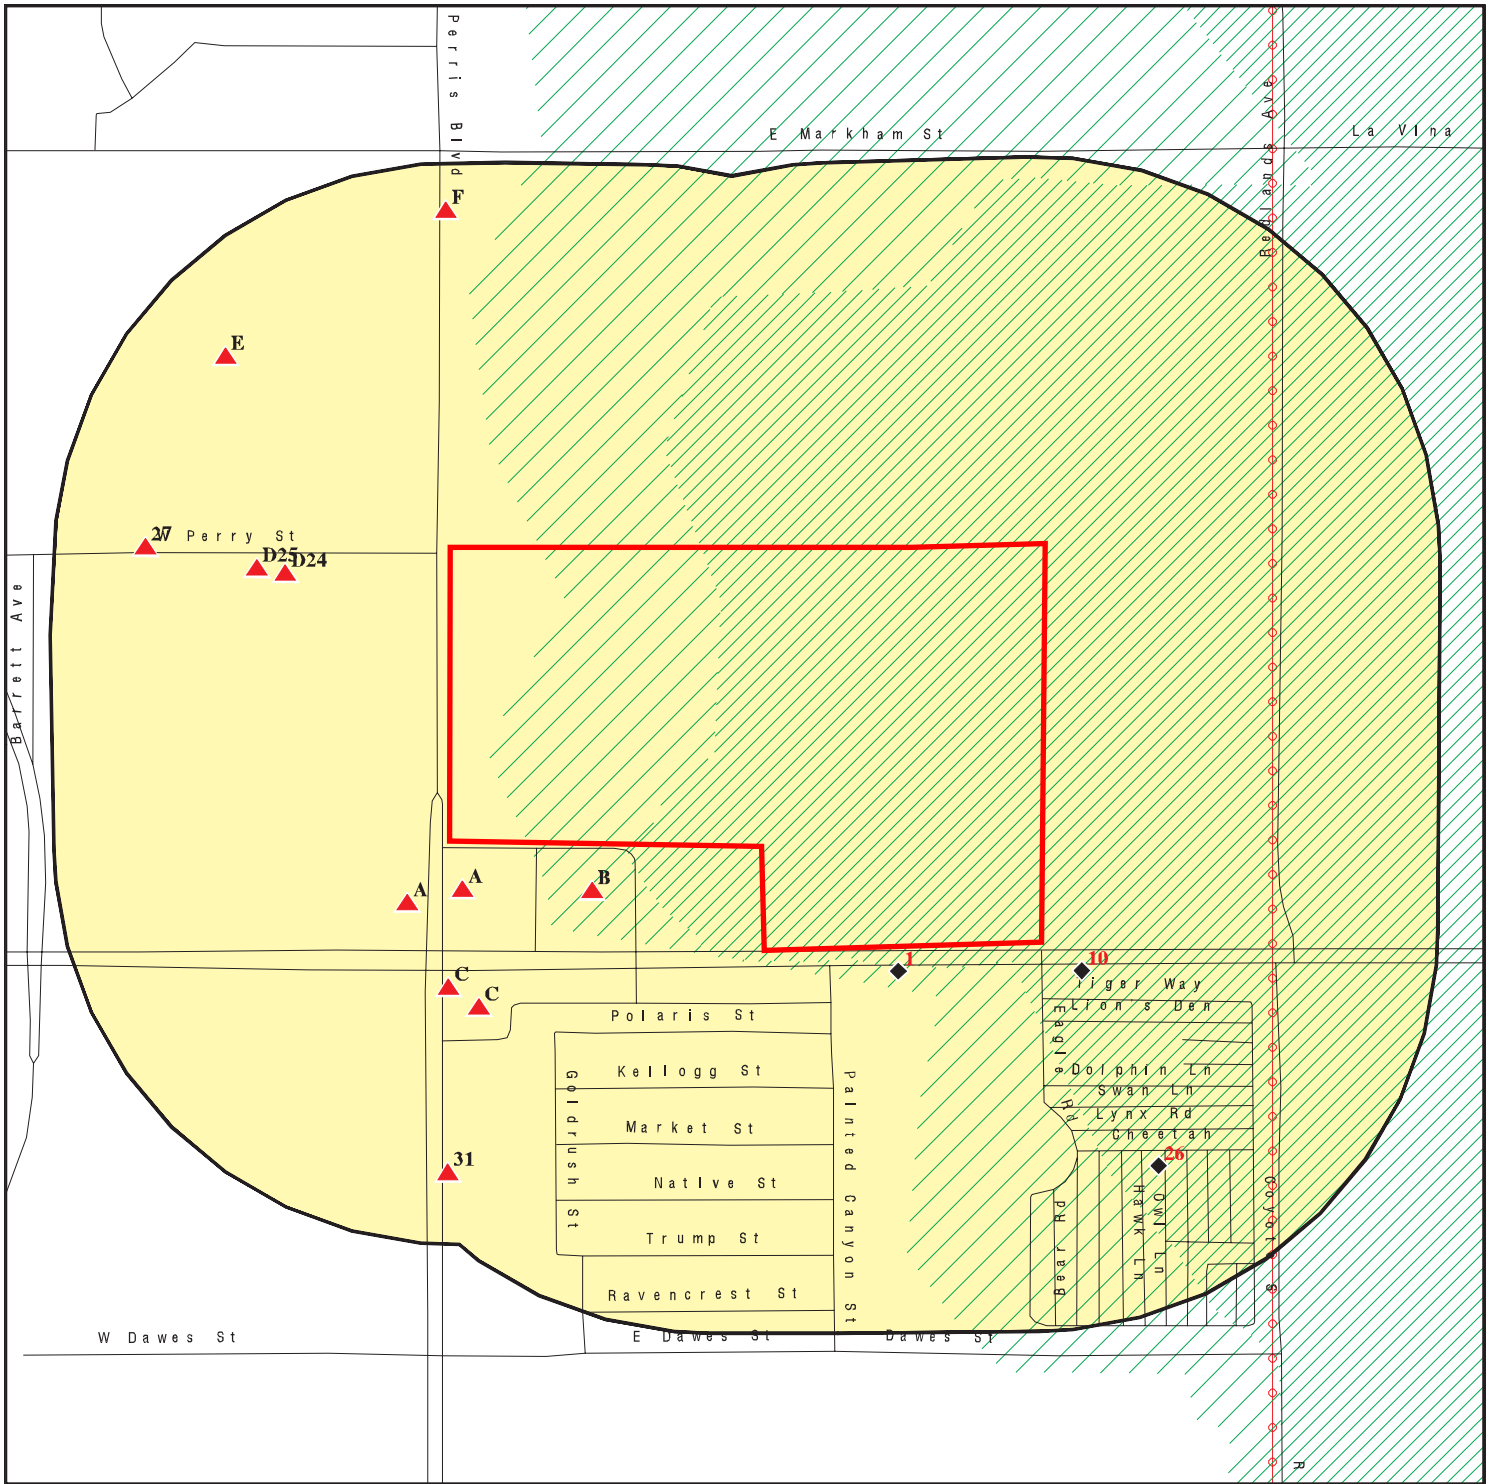 Perris Blvd
Redlands Ave
E Markham St
La VIna
F
E
27
W Perry St
D25
D24
Barrett Ave
A
A
B
1
10
C
C
TIger Way
LIon s Den
PolarIs St
Eagle Rd
Kellogg St
DolphIn Ln
Swan Ln
GoldRush St
PaInted Canyon St
Lynx Rd
Market St
Cheetah
31
26
NatIve St
Bear Rd
Hawk Ln
Owl Ln
Coyote S
Trump St
Ravencrest St
W Dawes St
E Dawes St
Dawes St
R